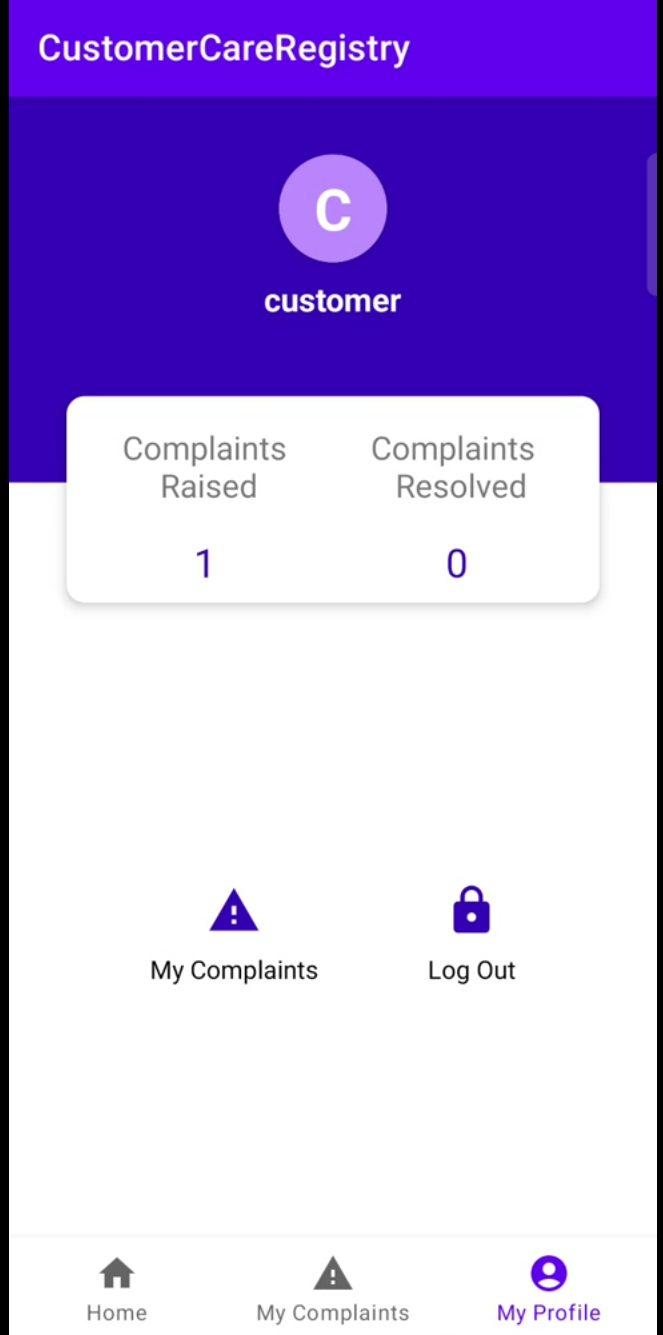 CustomerCareRegistry
C
customer
Complaints Complaints
Raised Resolved
1 0
My Complaints Log Out
Home My Complaints My Profile